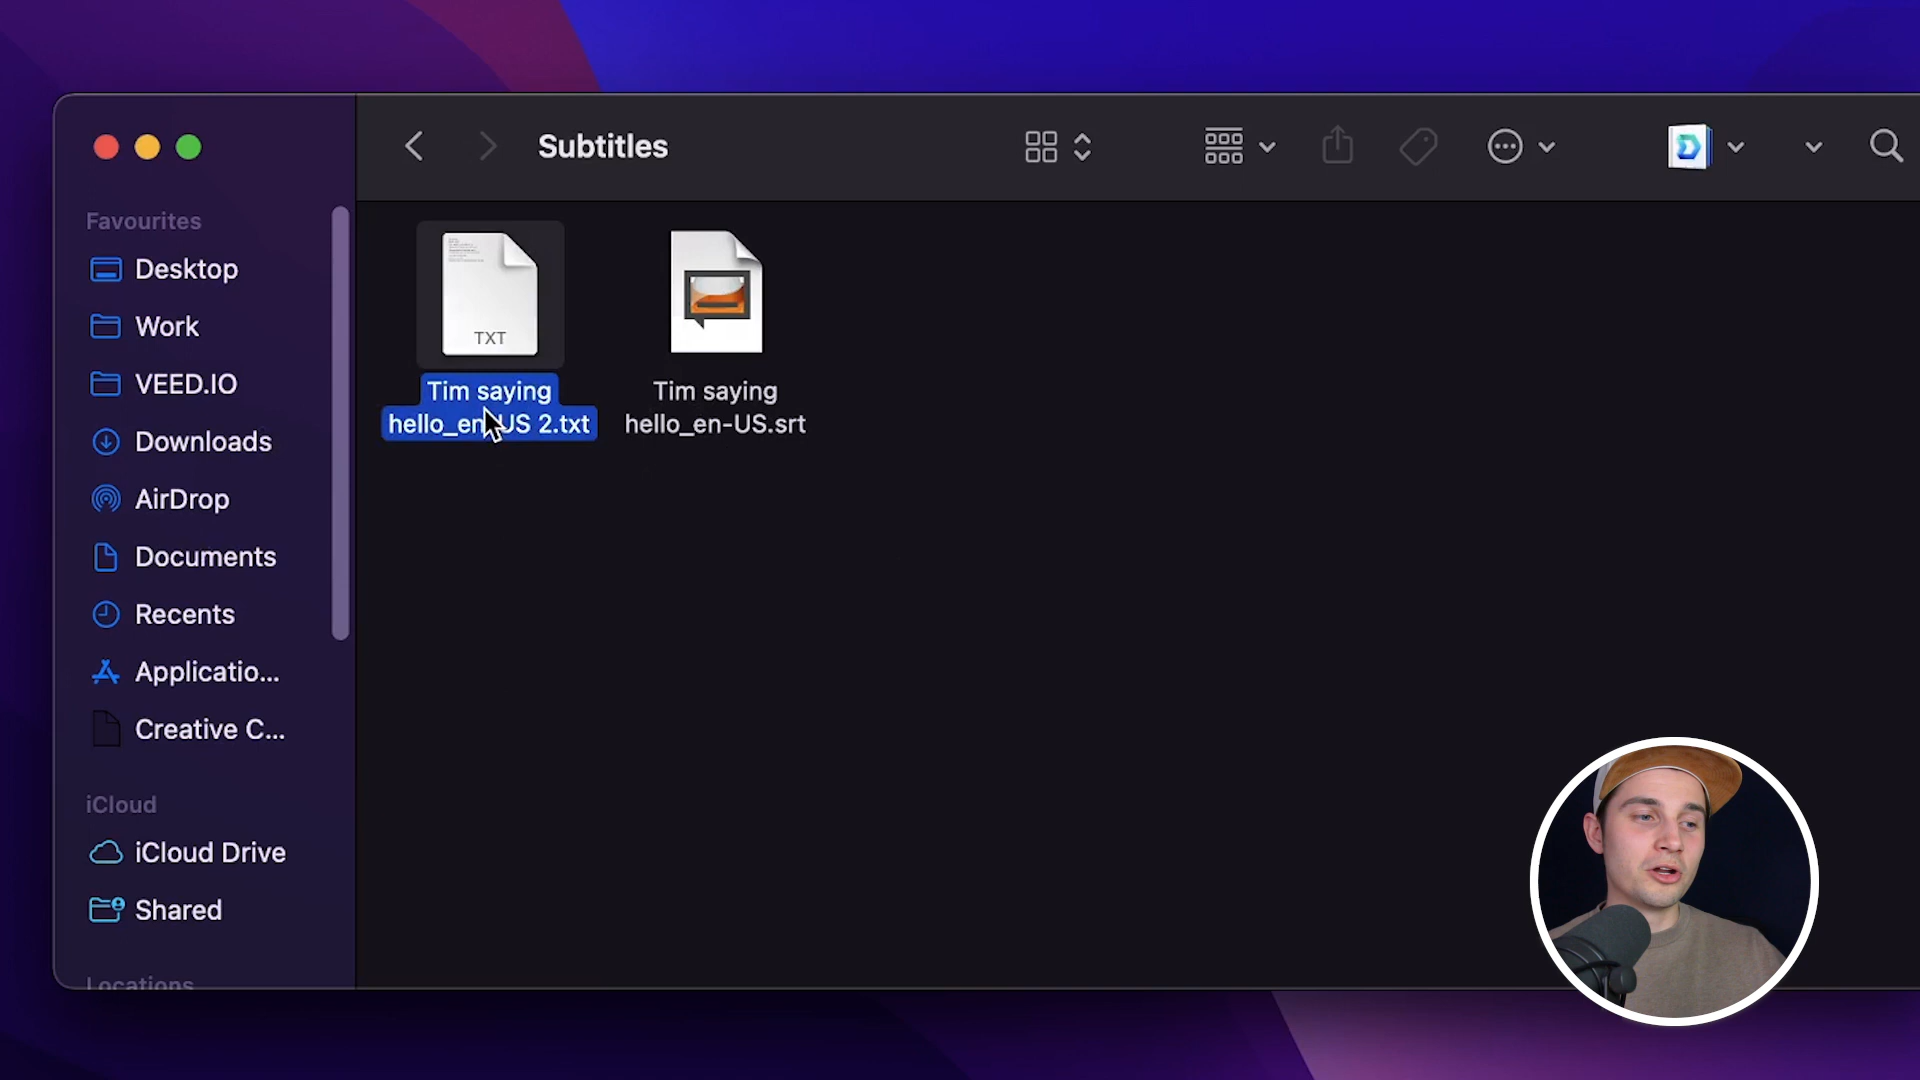 Subtitles
Favourites
Desktop
Work
VEED.IO
Downloads
AirDrop
Documents
Recents
Applicatio...
Creative C...
iCloud
iCloud Drive
Shared
Locations
TXT
Tim saying
hello_en-US 2.txt
Tim saying
hello_en-US.srt